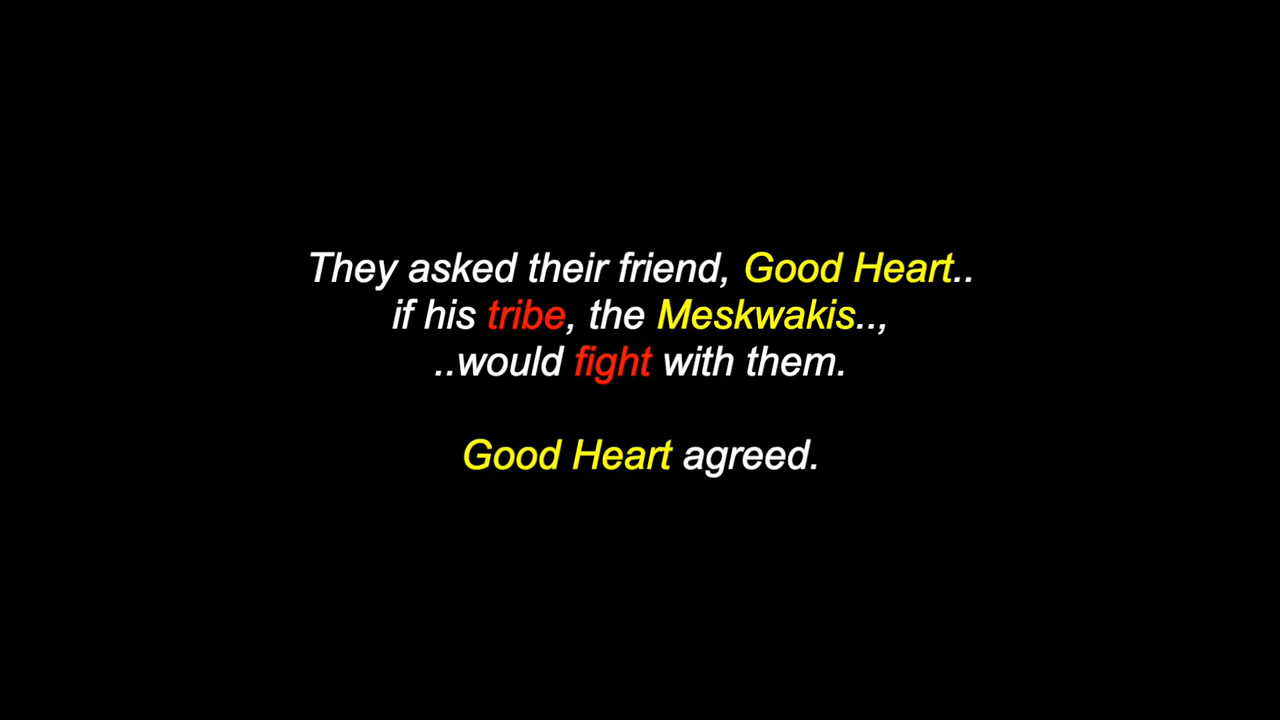 They asked their friend, Good Heart..
if his tribe, the Meskwakis..,
..would fight with them.
Good Heart agreed.